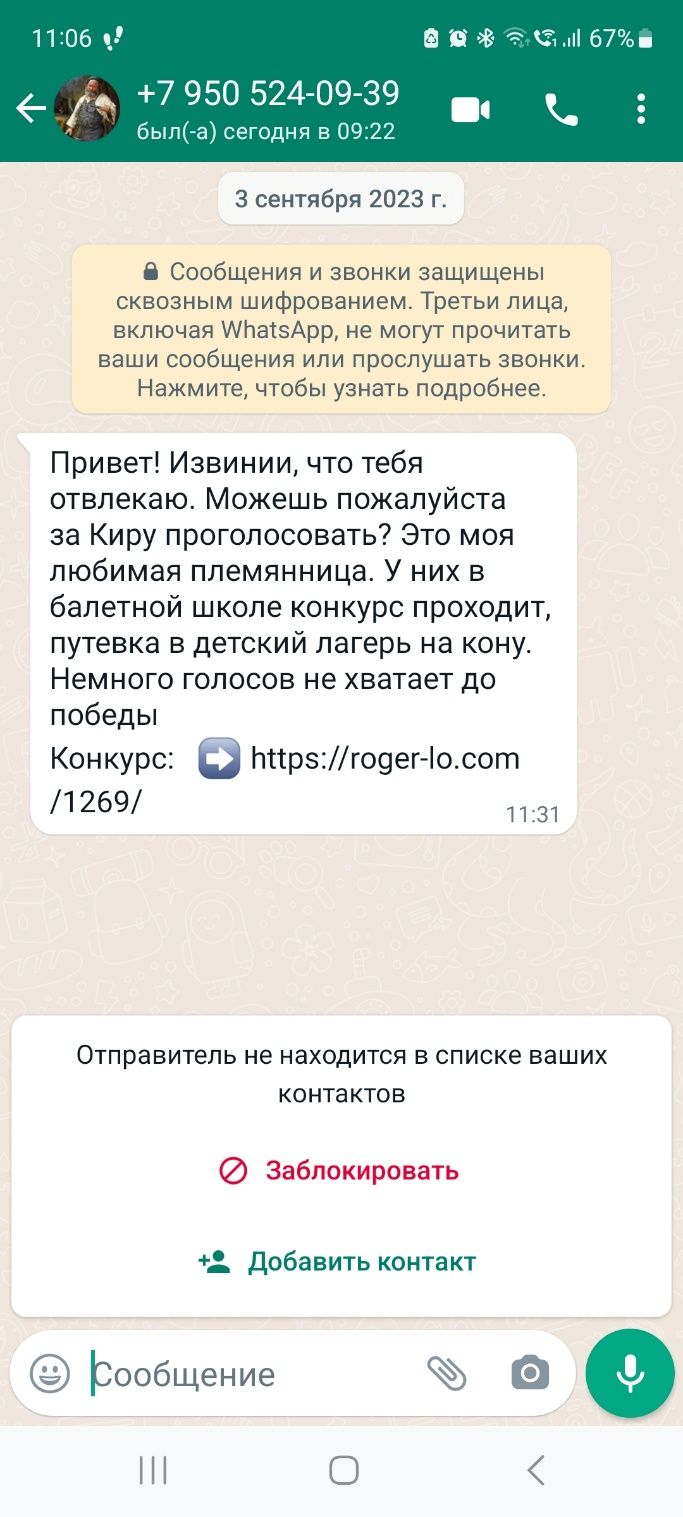 11:06
67%
+7 950 524-09-39
был(-а) сегодня в 09:22
3 сентября 2023 г.
Сообщения и звонки защищены
сквозным шифрованием. Третьи лица,
включая WhatsApp, не могут прочитать
ваши сообщения или прослушать звонки.
Нажмите, чтобы узнать подробнее.
Привет! Извинии, что тебя
отвлекаю. Можешь пожалуйста
за Киру проголосовать? Это моя
любимая племянница. У них в
балетной школе конкурс проходит,
путевка в детский лагерь на кону.
Немного голосов не хватает до
победы
Конкурс: ➡️ https://roger-lo.com
/1269/
11:31
Отправитель не находится в списке ваших
контактов
Заблокировать
Добавить контакт
Сообщение